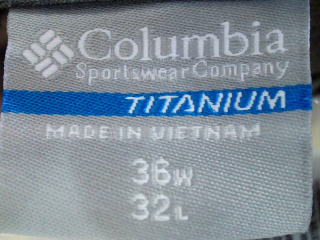 Columbia
Sportswear Company
TITANIUM
MADE IN VIETNAM
36W
32L